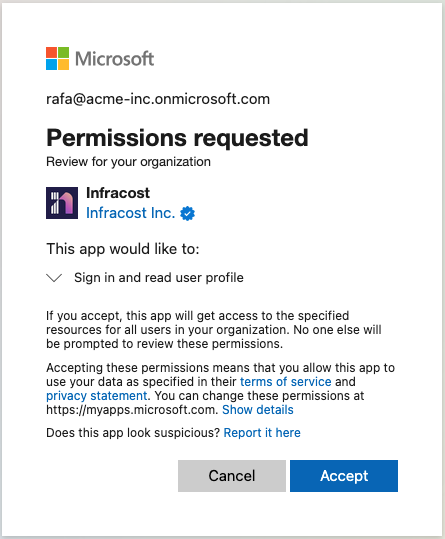 Microsoft
rafa@acme-inc.onmicrosoft.com
Permissions requested
Review for your organization
Infracost
Infracost Inc.
This app would like to:
Sign in and read user profile
If you accept, this app will get access to the specified
resources for all users in your organization. No one else will
be prompted to review these permissions.
Accepting these permissions means that you allow this app to
use your data as specified in their terms of service and
privacy statement. You can change these permissions at
https://myapps.microsoft.com. Show details
Does this app look suspicious? Report it here
Cancel Accept